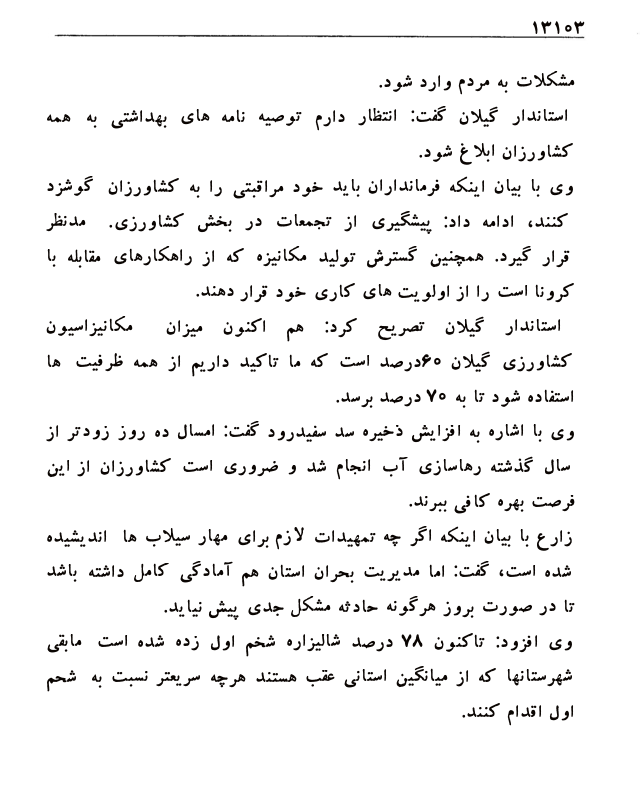 ۱۳۱۰۳
مشکلات به مردم وارد شود.
استاندار گیلان گفت: انتظار دارم توصیه نامه های بهداشتی به همه
کشاورزان ابلاغ شود.
وی با بیان اینکه فرمانداران باید خود مراقبتی را به کشاورزان گوشزد
کنند، ادامه داد: پیشگیری از تجمعات در بخش کشاورزی. مدنظر
قرار گیرد. همچنین گسترش تولید مکانیزه که از راهکارهای مقابله با
کرونا است را از اولویت های کاری خود قرار دهند.
استاندار گیلان تصریح کرد: هم اکنون میزان مکانیزاسیون
کشاورزی گیلان ۶۰درصد است که ما تاکید داریم از همه ظرفیت ها
استفاده شود تا به ۷۰ درصد برسد.
وی با اشاره به افزایش ذخیره سد سفیدرود گفت: امسال ده روز زودتر از
سال گذشته رهاسازی آب انجام شد و ضروری است کشاورزان از این
فرصت بهره کافی ببرند.
زارع با بیان اینکه اگر چه تمهیدات لازم برای مهار سیلاب ها اندیشیده
شده است، گفت: اما مدیریت بحران استان هم آمادگی کامل داشته باشد
تا در صورت بروز هرگونه حادثه مشکل جدی پیش نیاید.
وی افزود: تاکنون ۷۸ درصد شالیزاره شخم اول زده شده است مابقی
شهرستانها که از میانگین استانی عقب هستند هرچه سریعتر نسبت به شحم
اول اقدام کنند.